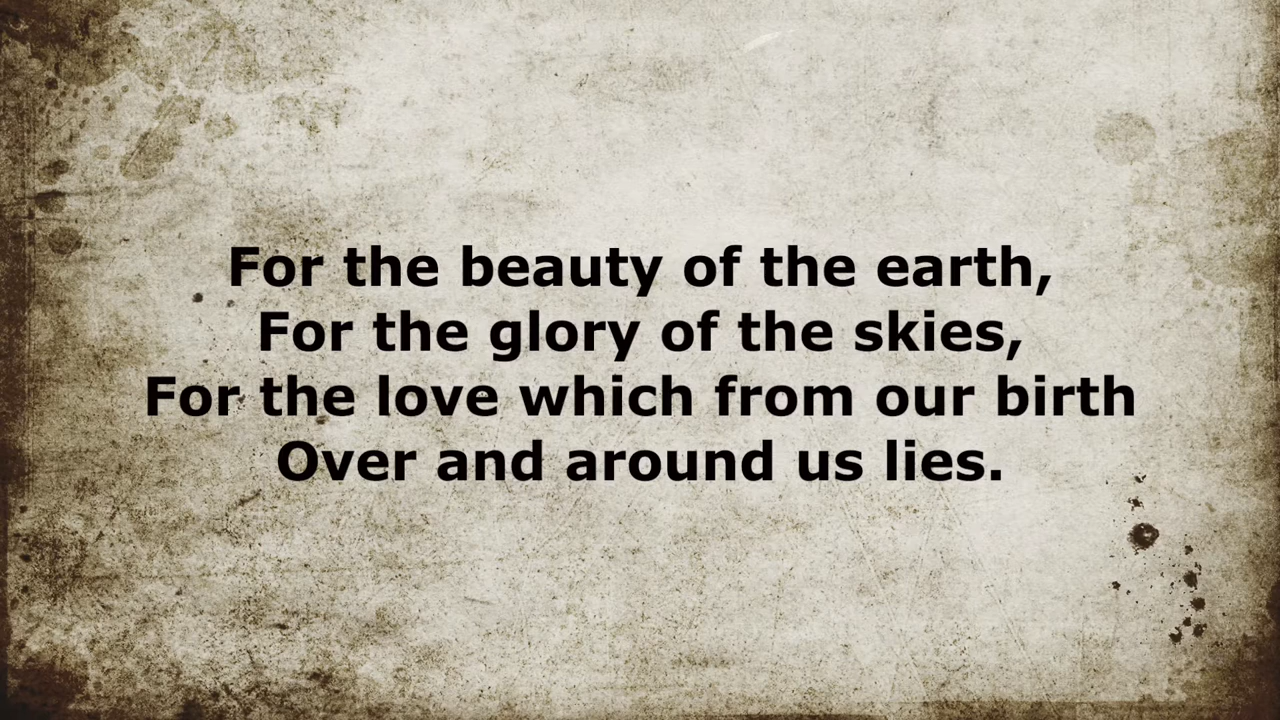 For the beauty of the earth,
For the glory of the skies,
For the love which from our birth
Over and around us lies.